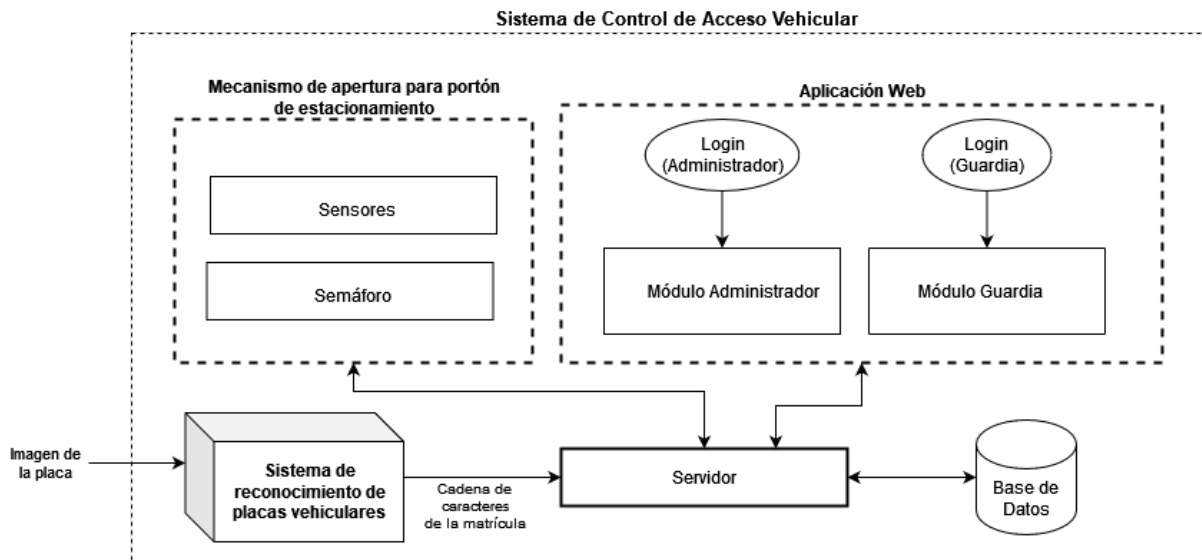 Sistema de Control de Acceso Vehicular
Mecanismo de apertura para portón
de estacionamiento
Sensores
Semáforo
Aplicación Web
Login
(Administrador)
Login
(Guardia)
Módulo Administrador
Módulo Guardia
Imagen de
la placa
Sistema de
reconocimiento de
placas vehiculares
Cadena de
caracteres
de la matrícula
Servidor
Base de
Datos